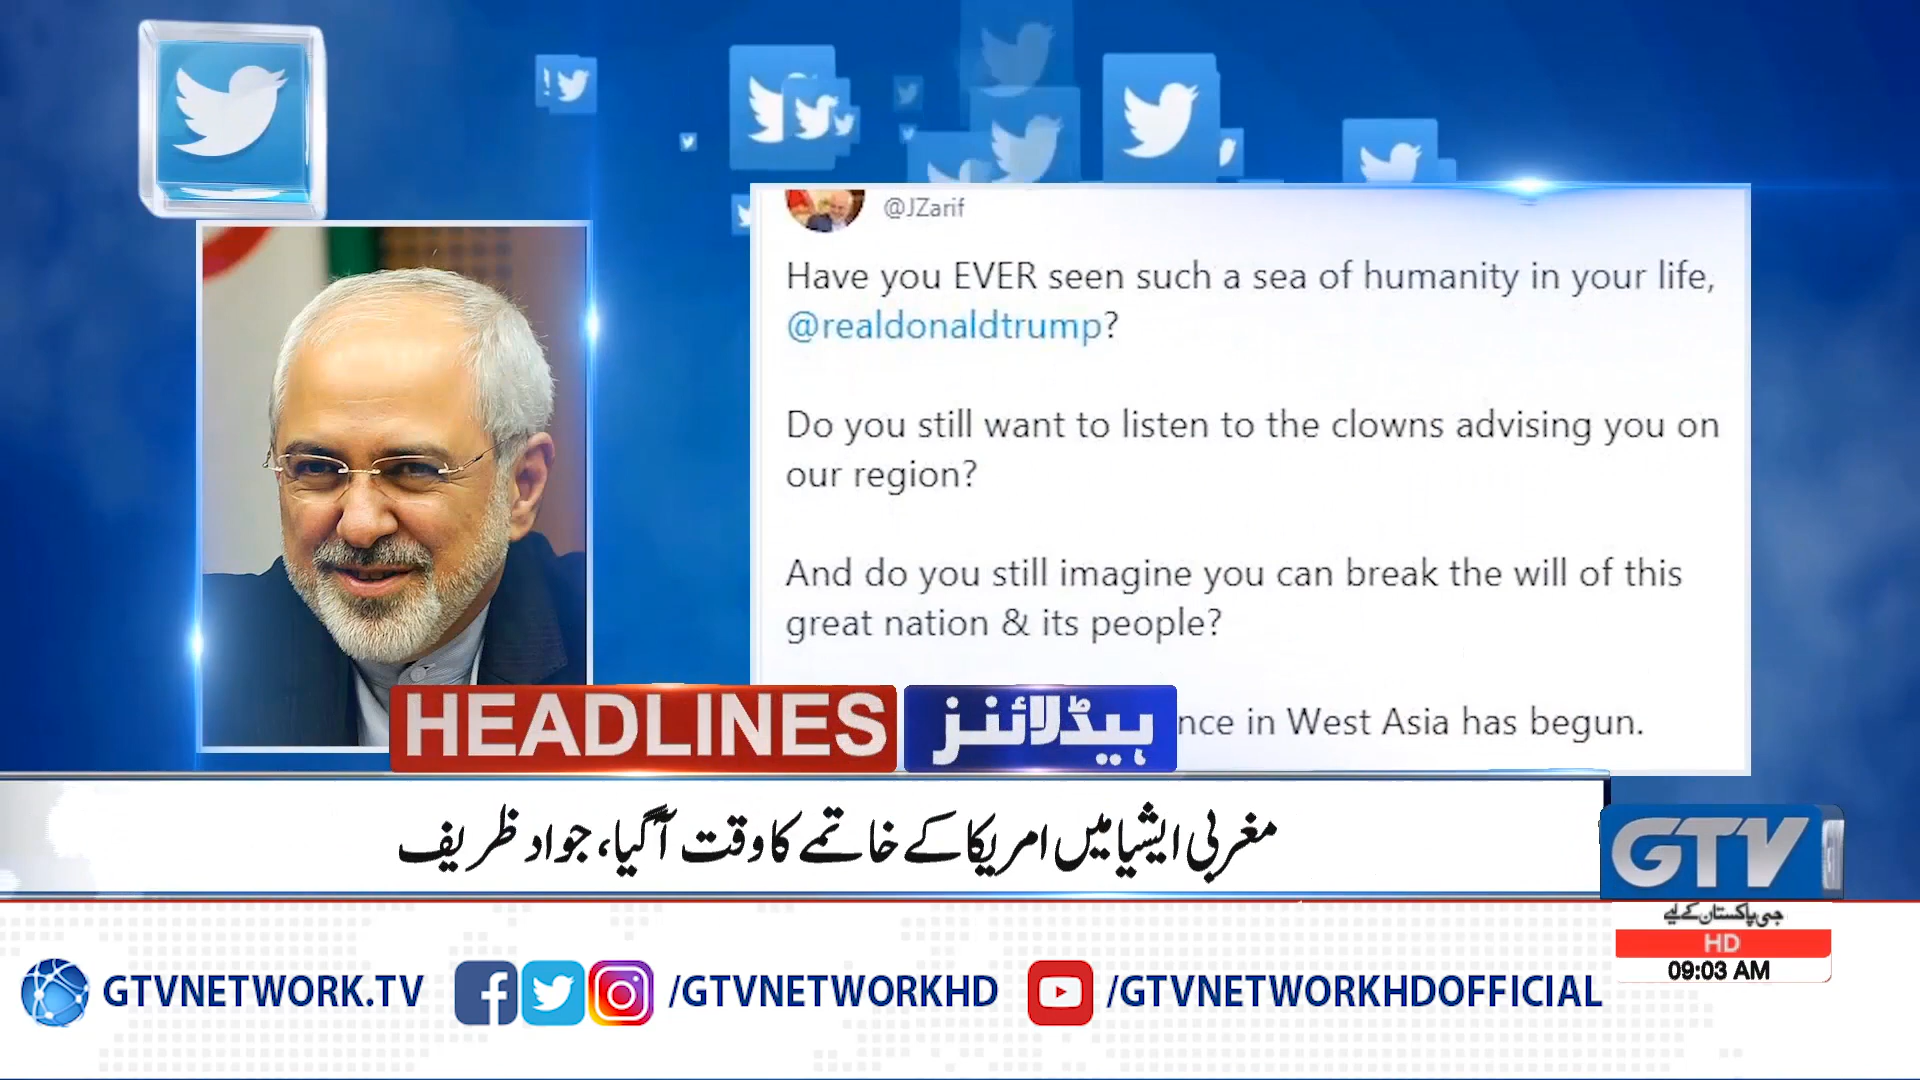 @JZarif
Have you EVER seen such a sea of humanity in your life,
@realdonaldtrump?
Do you still want to listen to the clowns advising you on
our region?
And do you still imagine you can break the will of this
great nation & its people?
nce in West Asia has begun.
HEADLINES ہیڈلائنز
مغربی ایشیا میں امریکا کے خاتمے کا وقت آگیا، جواد ظریف
GTV
جی پاکستان کے لیے
HD
09:03 AM
GTVNETWORK.TV /GTVNETWORKHD /GTVNETWORKHDOFFICIAL